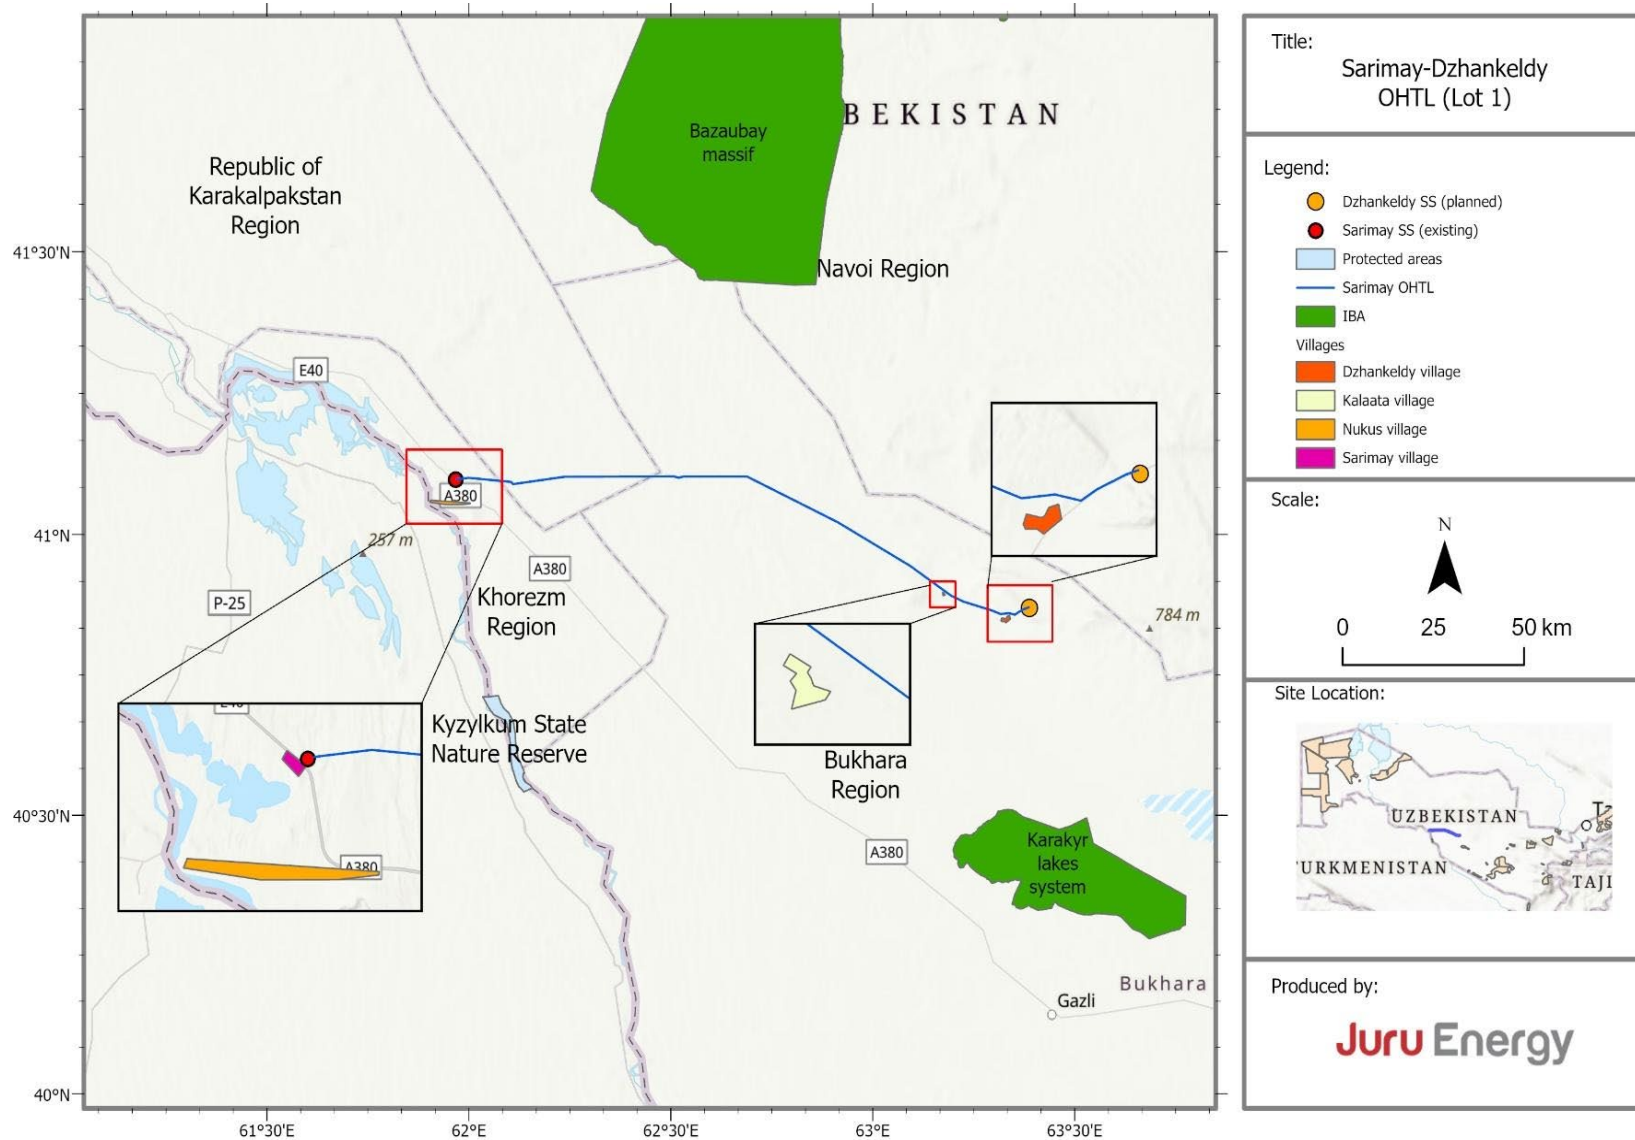 BEKISTAN
Bazaubay
massif
Republic of
Karakalpakstan
Region
41°30'N
Navoi Region
E40
A380
41°N
257 m
A380
P-25
Khorezm
Region
784 m
Kyzylkum State
Nature Reserve
E40
A380
Bukhara
Region
40°30'N
A380
Karakyr
lakes
system
Bukhara
Gazli
40°N
61°30'E
62°E
62°30'E
63°E
63°30'E
Title:
Sarimay-Dzhankeldy
OHTL (Lot 1)
Legend:
Dzhankeldy SS (planned)
Sarimay SS (existing)
Protected areas
Sarimay OHTL
IBA
Villages
Dzhankeldy village
Kalaata village
Nukus village
Sarimay village
Scale:
N
0 25 50 km
Site Location:
UZBEKISTAN
URKMENISTAN
TAJI
Produced by:
Juru Energy